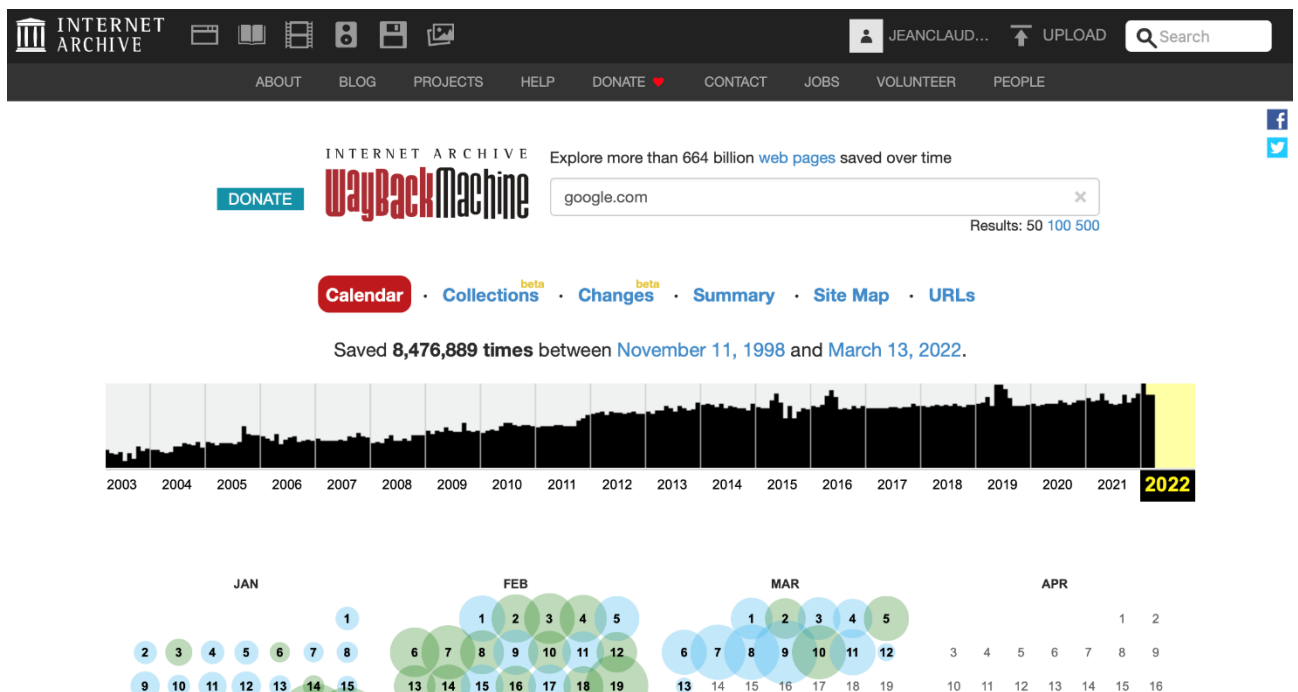 INTERNET
ARCHIVE
JEANCLAUD...
UPLOAD
Search
ABOUT BLOG PROJECTS HELP DONATE CONTACT JOBS VOLUNTEER PEOPLE
INTERNET ARCHIVE
WayBackMachine
DONATE
Explore more than 664 billion web pages saved over time
google.com
Results: 50 100 500
Calendar · Collections beta · Changes beta · Summary · Site Map · URLs
Saved 8,476,889 times between November 11, 1998 and March 13, 2022.
2003 2004 2005 2006 2007 2008 2009 2010 2011 2012 2013 2014 2015 2016 2017 2018 2019 2020 2021 2022
JAN FEB MAR APR
1 1 2 3 4 5 1 2 3 4 5 1 2
2 3 4 5 6 7 8 6 7 8 9 10 11 12 6 7 8 9 10 11 12 3 4 5 6 7 8 9
9 10 11 12 13 14 15 13 14 15 16 17 18 19 13 14 15 16 17 18 19 10 11 12 13 14 15 16